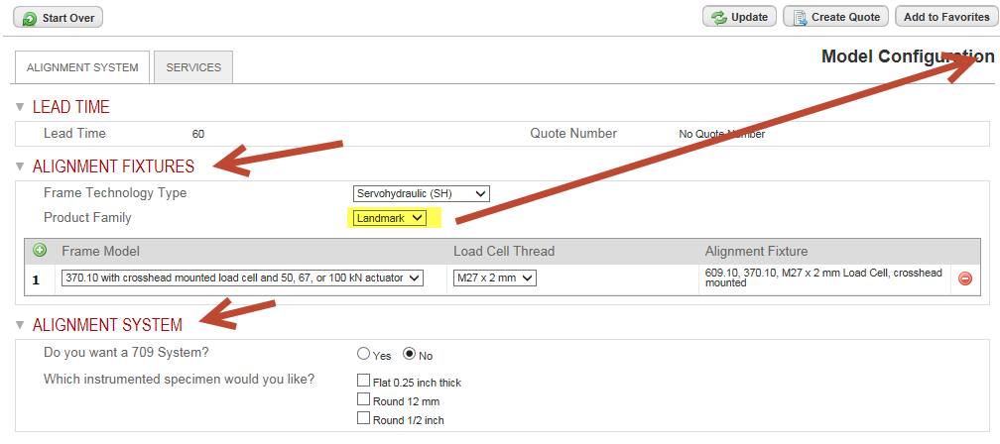 Start Over
Update
Create Quote
Add to Favorites
Model Configuration
ALIGNMENT SYSTEM
SERVICES
LEAD TIME
Lead Time 60 Quote Number No Quote Number
ALIGNMENT FIXTURES
Frame Technology Type Servohydraulic (SH)
Product Family Landmark
Frame Model Load Cell Thread Alignment Fixture
1 370.10 with crosshead mounted load cell and 50, 67, or 100 kN actuator M27 x 2 mm 609.10, 370.10, M27 x 2 mm Load Cell, crosshead
mounted
ALIGNMENT SYSTEM
Do you want a 709 System? Yes No
Which instrumented specimen would you like? Flat 0.25 inch thick
Round 12 mm
Round 1/2 inch